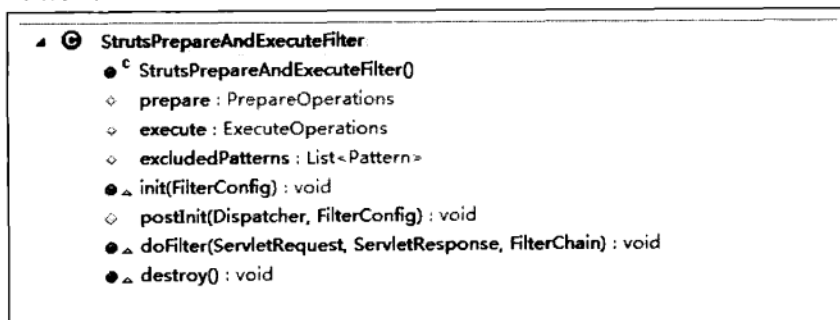 StrutsPrepareAndExecuteFilter
C StrutsPrepareAndExecuteFilter()
prepare : PrepareOperations
execute : ExecuteOperations
excludedPatterns : List<Pattern>
init(FilterConfig) : void
postInit(Dispatcher, FilterConfig) : void
doFilter(ServletRequest, ServletResponse, FilterChain) : void
destroy() : void